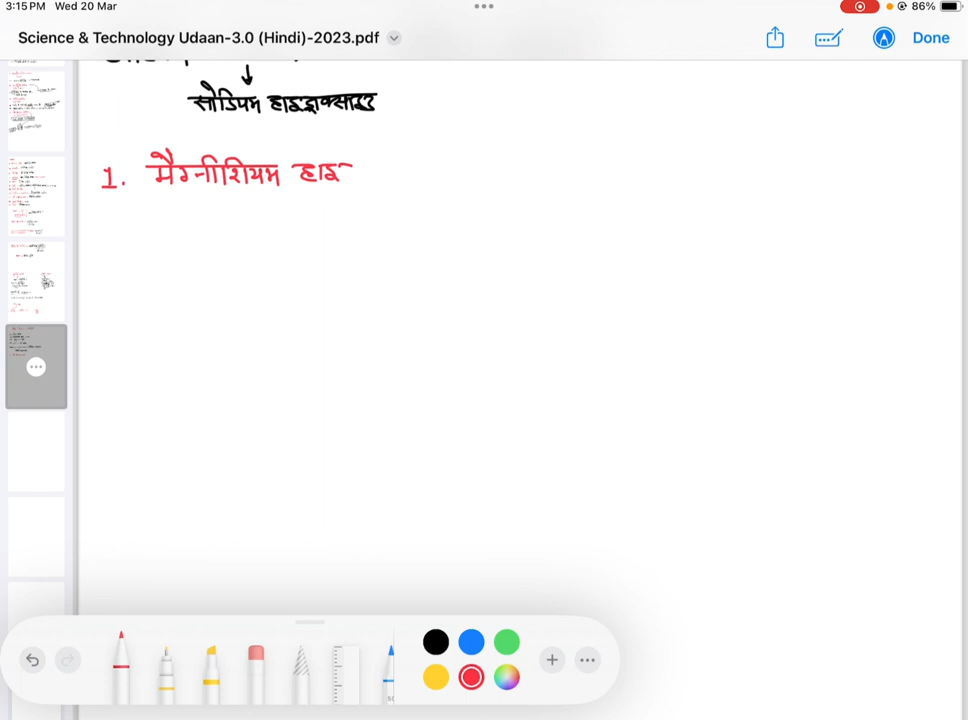 3:15 PM Wed 20 Mar
86%
Science & Technology Udaan-3.0 (Hindi)-2023.pdf
Done
सोडियम हाइड्राक्साइड
1. मैग्नीशियम हाइ